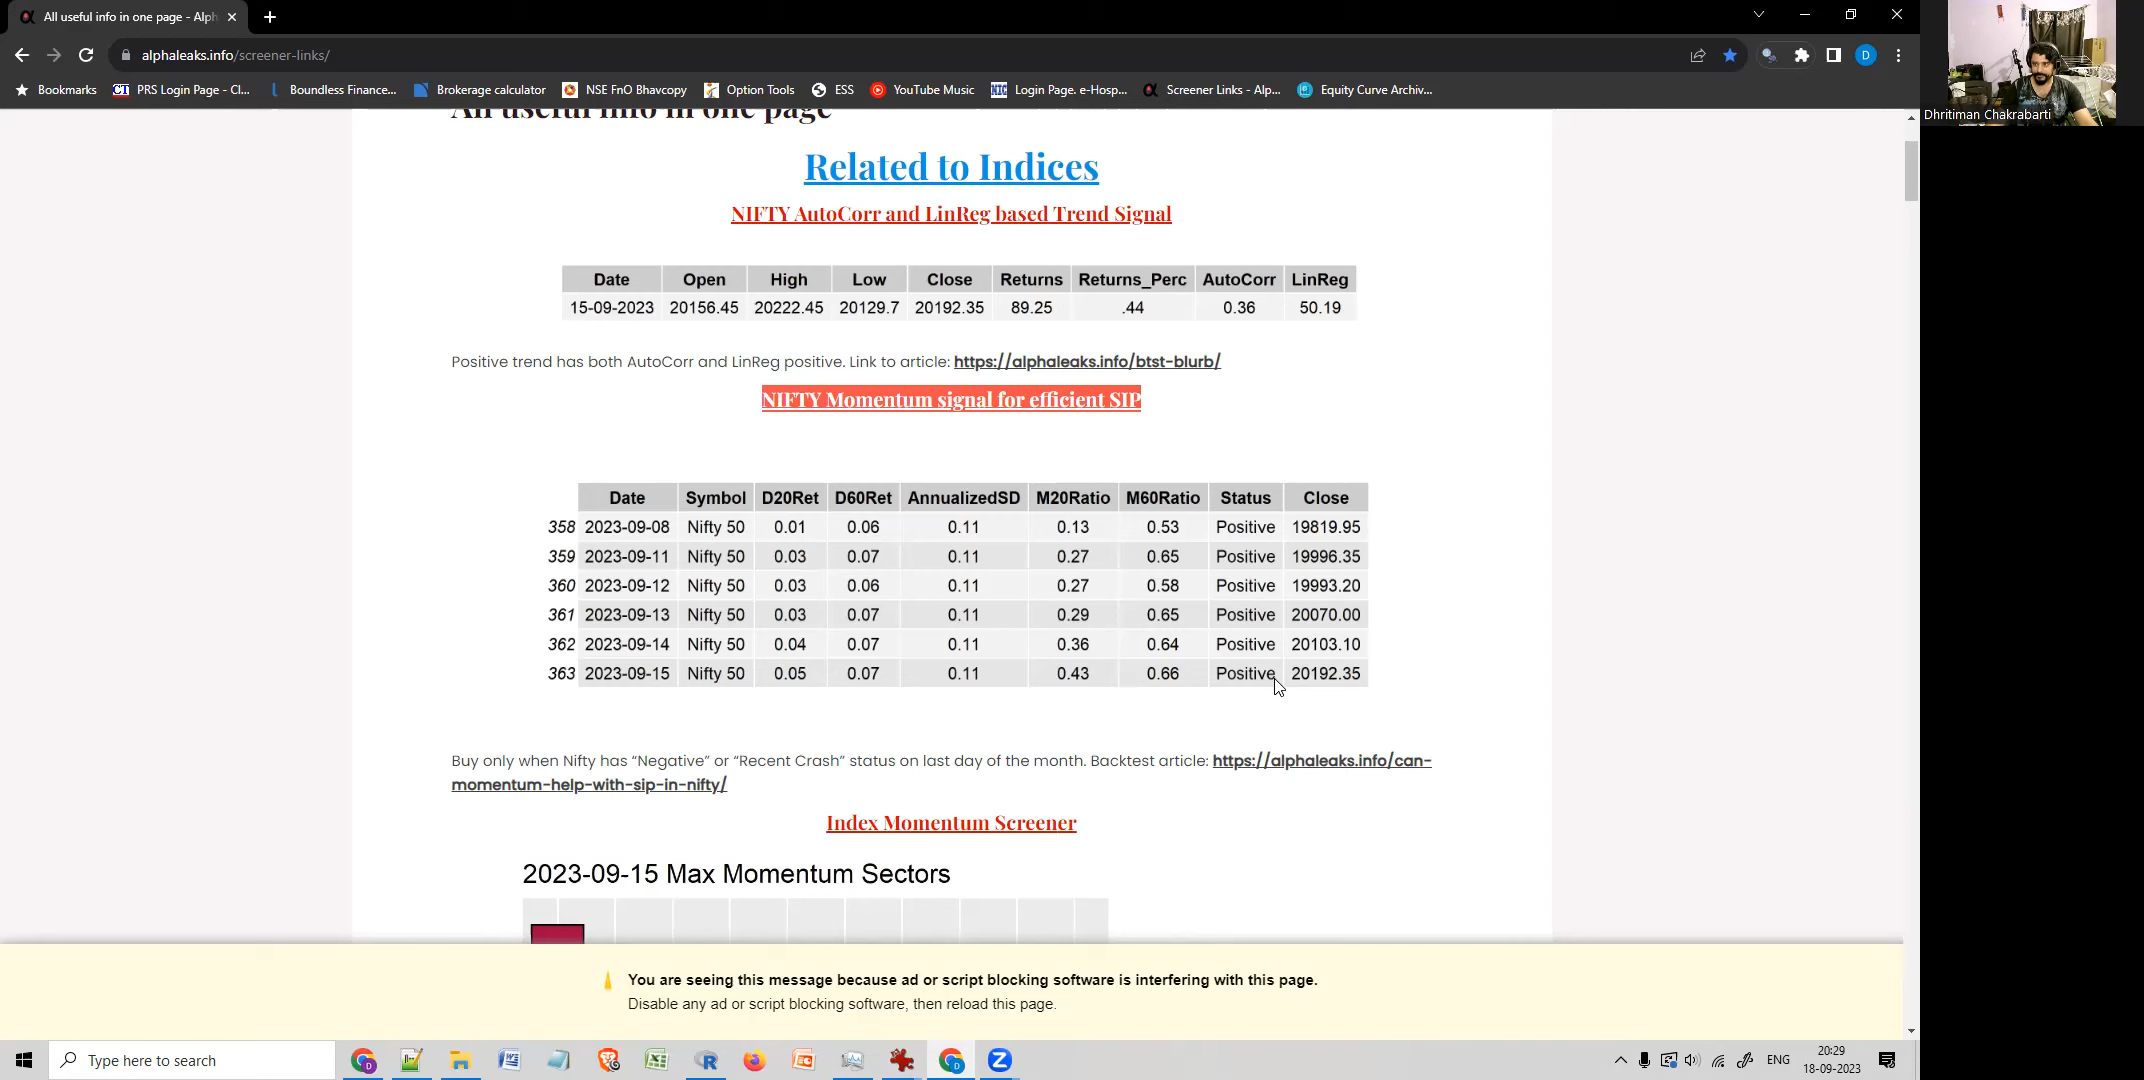 All useful info in one page - Alph
alphaleaks.info/screener-links/
Bookmarks PRS Login Page - Cl... Boundless Finance... Brokerage calculator NSE FnO Bhavcopy Option Tools ESS YouTube Music Login Page. e-Hosp... Screener Links - Alp... Equity Curve Archiv...
Dhritiman Chakrabarti
All useful info in one page
Related to Indices
NIFTY AutoCorr and LinReg based Trend Signal
Date Open High Low Close Returns Returns_Perc AutoCorr LinReg
15-09-2023 20156.45 20222.45 20129.7 20192.35 89.25 .44 0.36 50.19
Positive trend has both AutoCorr and LinReg positive. Link to article: https://alphaleaks.info/btst-blurb/
NIFTY Momentum signal for efficient SIP
Date Symbol D20Ret D60Ret AnnualizedSD M20Ratio M60Ratio Status Close
358 2023-09-08 Nifty 50 0.01 0.06 0.11 0.13 0.53 Positive 19819.95
359 2023-09-11 Nifty 50 0.03 0.07 0.11 0.27 0.65 Positive 19996.35
360 2023-09-12 Nifty 50 0.03 0.06 0.11 0.27 0.58 Positive 19993.20
361 2023-09-13 Nifty 50 0.03 0.07 0.11 0.29 0.65 Positive 20070.00
362 2023-09-14 Nifty 50 0.04 0.07 0.11 0.36 0.64 Positive 20103.10
363 2023-09-15 Nifty 50 0.05 0.07 0.11 0.43 0.66 Positive 20192.35
Buy only when Nifty has “Negative” or “Recent Crash” status on last day of the month. Backtest article: https://alphaleaks.info/can-
momentum-help-with-sip-in-nifty/
Index Momentum Screener
2023-09-15 Max Momentum Sectors
You are seeing this message because ad or script blocking software is interfering with this page.
Disable any ad or script blocking software, then reload this page.
Type here to search
ENG
20:29
18-09-2023